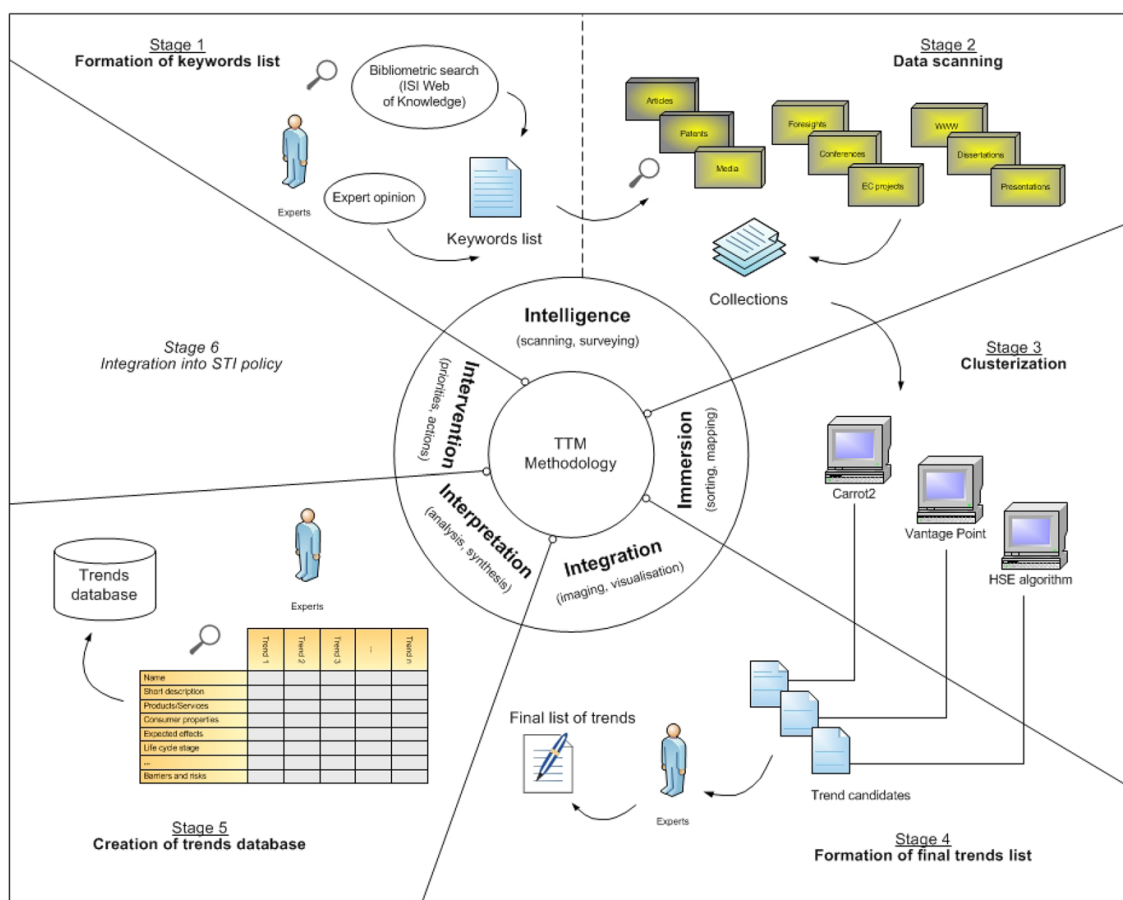 Stage 1
Formation of keywords list
Bibliometric search
(ISI Web
of Knowledge)
Experts
Expert opinion
Keywords list
Stage 2
Data scanning
Articles
Patents
Media
Foresights
Conferences
EC projects
WWW
Dissertations
Presentations
Collections
Stage 3
Clusterization
Carrot2
Vantage Point
HSE algorithm
Stage 6
Integration into STI policy
Intelligence
(scanning, surveying)
Immersion
(sorting, mapping)
Integration
(imaging, visualisation)
Interpretation
(analysis, synthesis)
Intervention
(priorities, actions)
TTM
Methodology
Trend candidates
Experts
Final list of trends
Stage 4
Formation of final trends list
Trends
database
Experts
Trend 1
Trend 2
Trend 3
...
Trend n
Name
Short description
Products/Services
Consumer properties
Expected effects
Life cycle stage
...
Barriers and risks
Stage 5
Creation of trends database